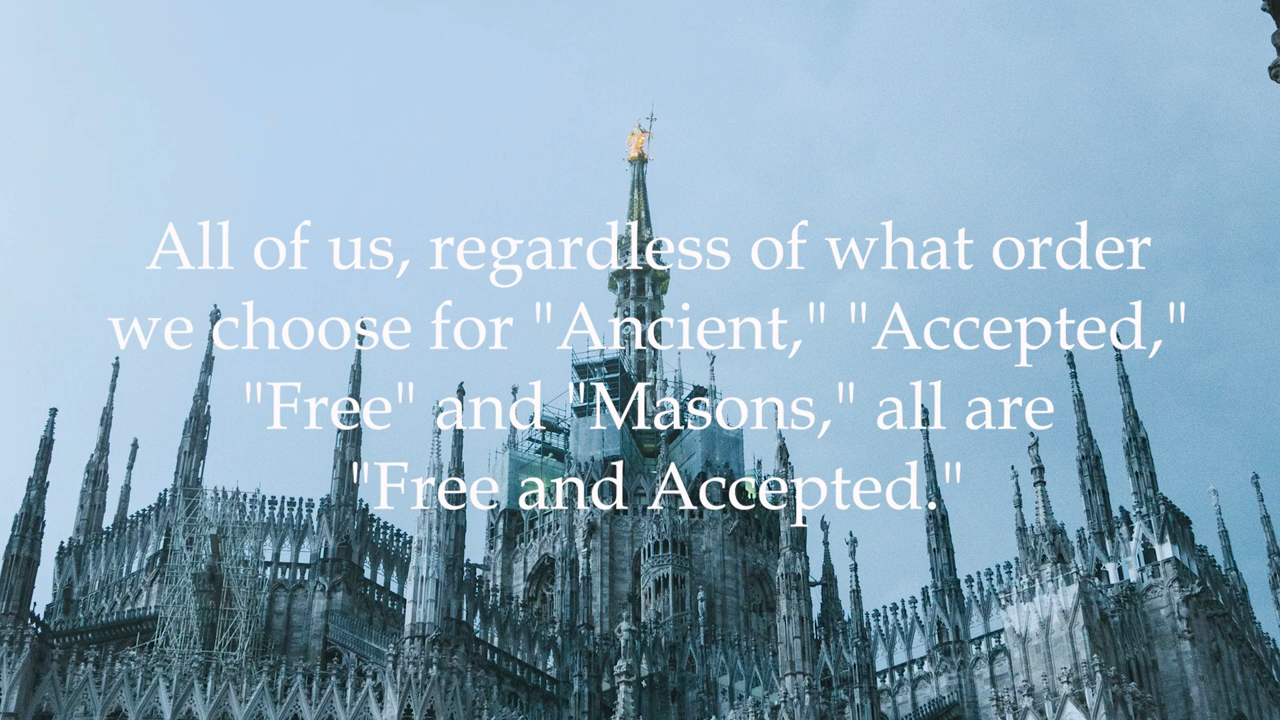 All of us, regardless of what order
we choose for "Ancient," "Accepted,"
"Free" and "Masons," all are
"Free and Accepted."